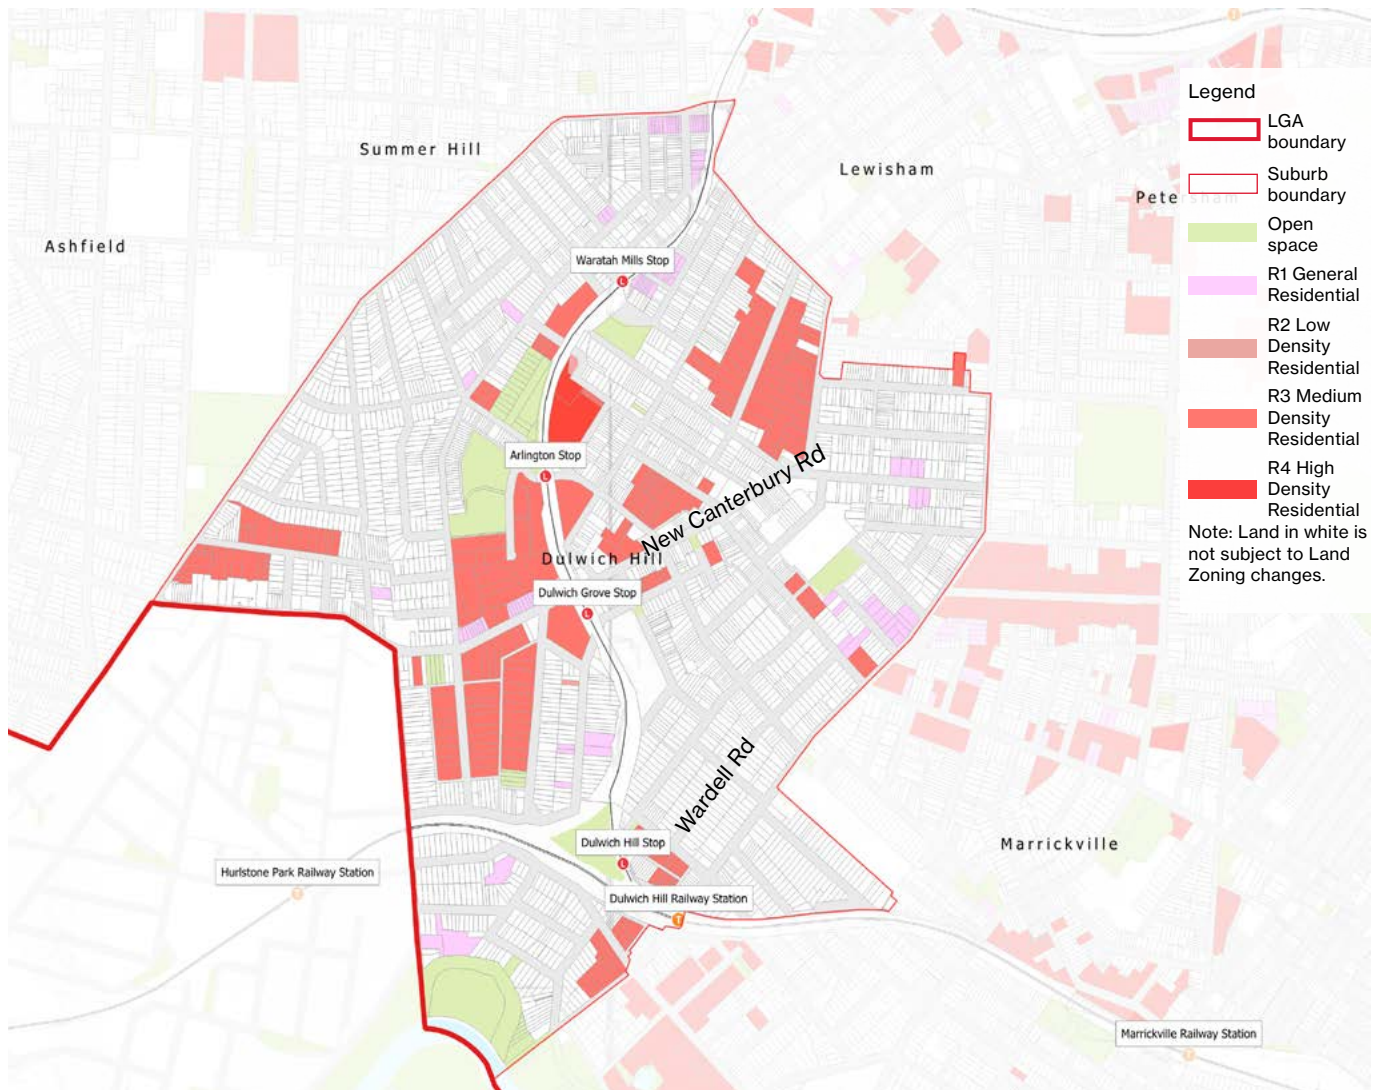 Legend
LGA
boundary
Suburb
boundary
Open
space
R1 General
Residential
R2 Low
Density
Residential
R3 Medium
Density
Residential
R4 High
Density
Residential
Note: Land in white is
not subject to Land
Zoning changes.
Summer Hill
Lewisham
Petersham
Ashfield
Waratah Mills Stop
L
L
Arlington Stop
L
New Canterbury Rd
Dulwich Hill
Dulwich Grove Stop
L
Wardell Rd
Dulwich Hill Stop
L
Marrickville
Hurlstone Park Railway Station
T
Dulwich Hill Railway Station
T
Marrickville Railway Station
T
T